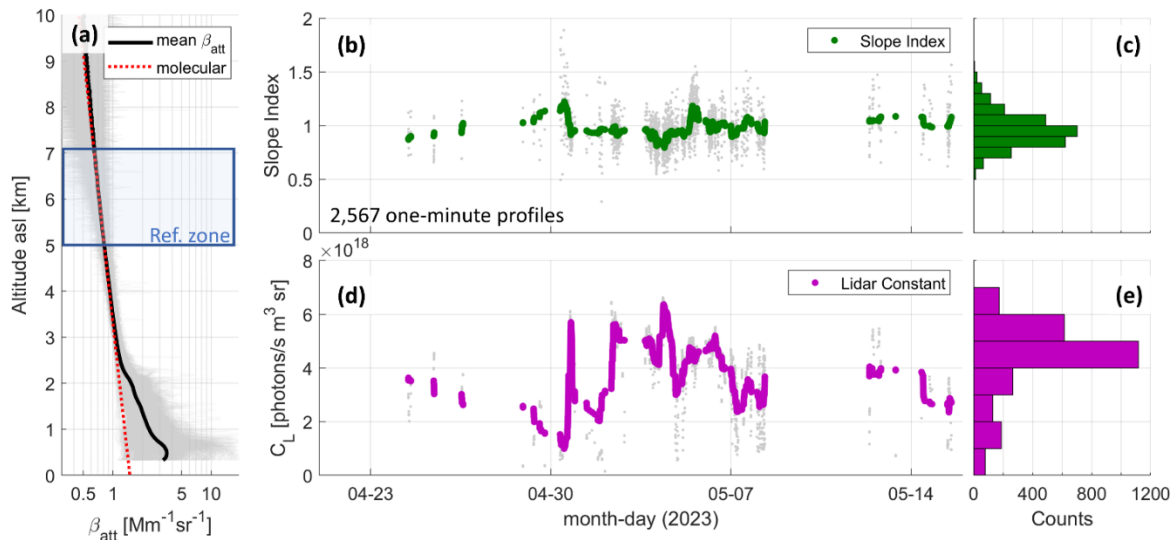 (a)
mean β_att
molecular
Ref. zone
10
9
8
7
6
5
4
3
2
1
0
Altitude asl [km]
0.5 1 5 10
β_att [Mm⁻¹sr⁻¹]
(b)
Slope Index
2
1.5
1
0.5
0
Slope Index
2,567 one-minute profiles
(c)
(d)
Lidar Constant
×10¹⁸
8
6
4
2
0
C_L [photons/s m³ sr]
04-23 04-30 05-07 05-14
month-day (2023)
(e)
0 400 800 1200
Counts